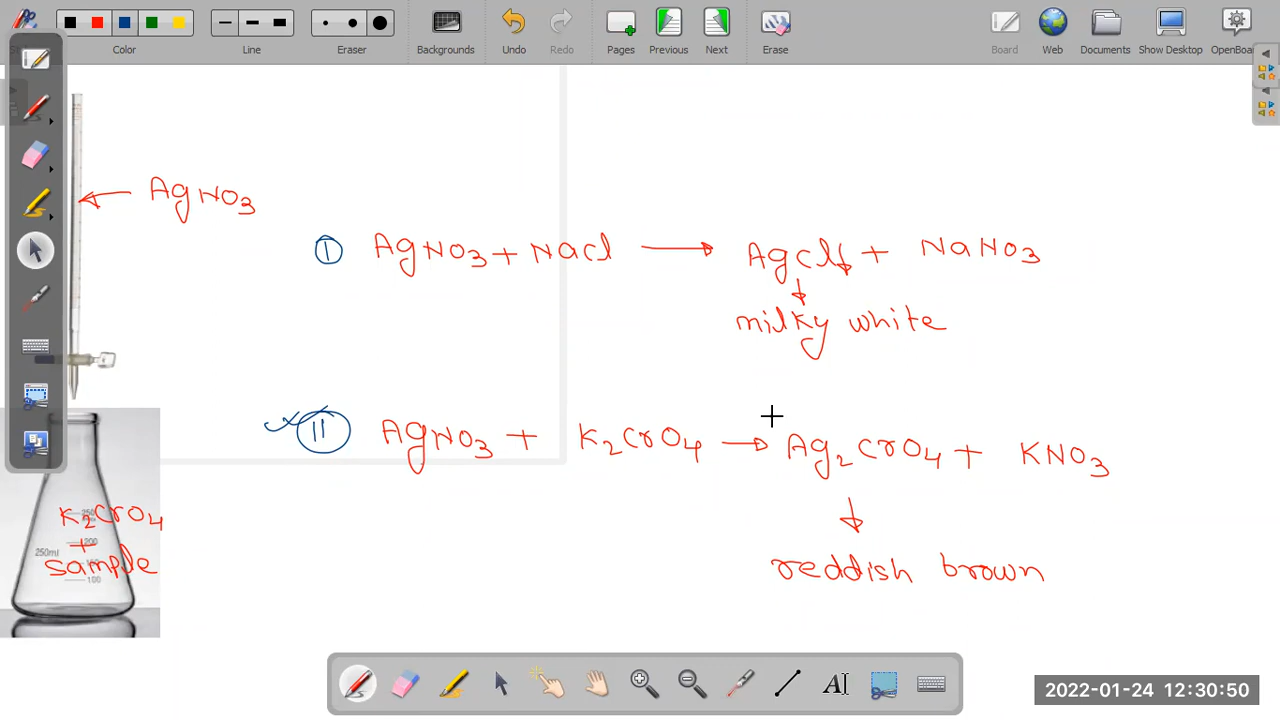 Color
Line
Eraser
Backgrounds
Undo
Redo
Pages
Previous
Next
Erase
Board
Web
Documents
Show Desktop
OpenBoa
← AgNO3
I AgNO3 + NaCl → AgCl↓ + NaNO3
↓
milky white
✓ II AgNO3 + K2CrO4 → Ag2CrO4 + KNO3
↓
reddish brown
K2CrO4
+
sample
250ml
200
100
2022-01-24 12:30:50